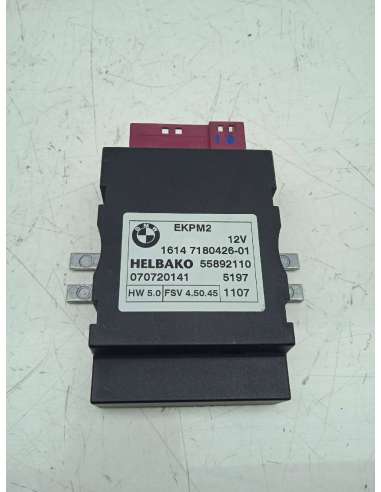 EKPM2
12V
1614 7180426-01
HELBAKO 55892110
070720141 5197
HW 5.0 FSV 4.50.45 1107